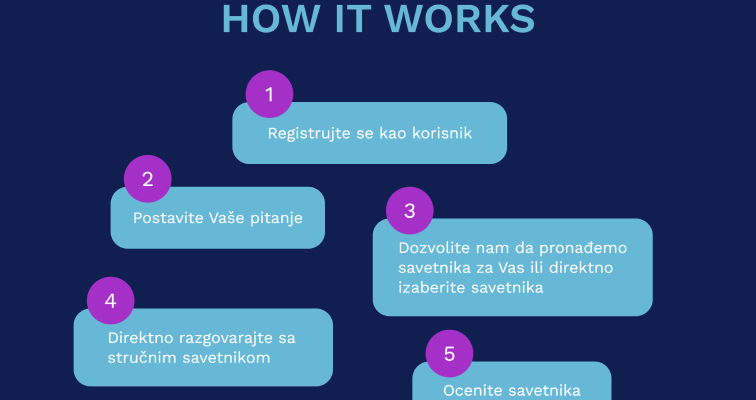 HOW IT WORKS
1
Registrujte se kao korisnik
2
Postavite Vaše pitanje
3
Dozvolite nam da pronađemo
savetnika za Vas ili direktno
izaberite savetnika
4
Direktno razgovarajte sa
stručnim savetnikom
5
Ocenite savetnika